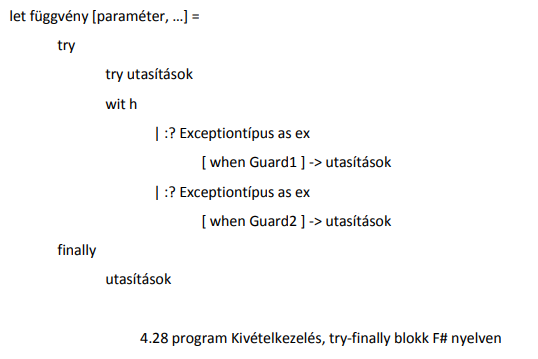 let függvény [paraméter, …] =
try
try utasítások
wit h
| :? Exceptiontípus as ex
[ when Guard1 ] -> utasítások
| :? Exceptiontípus as ex
[ when Guard2 ] -> utasítások
finally
utasítások
4.28 program Kivételkezelés, try-finally blokk F# nyelven